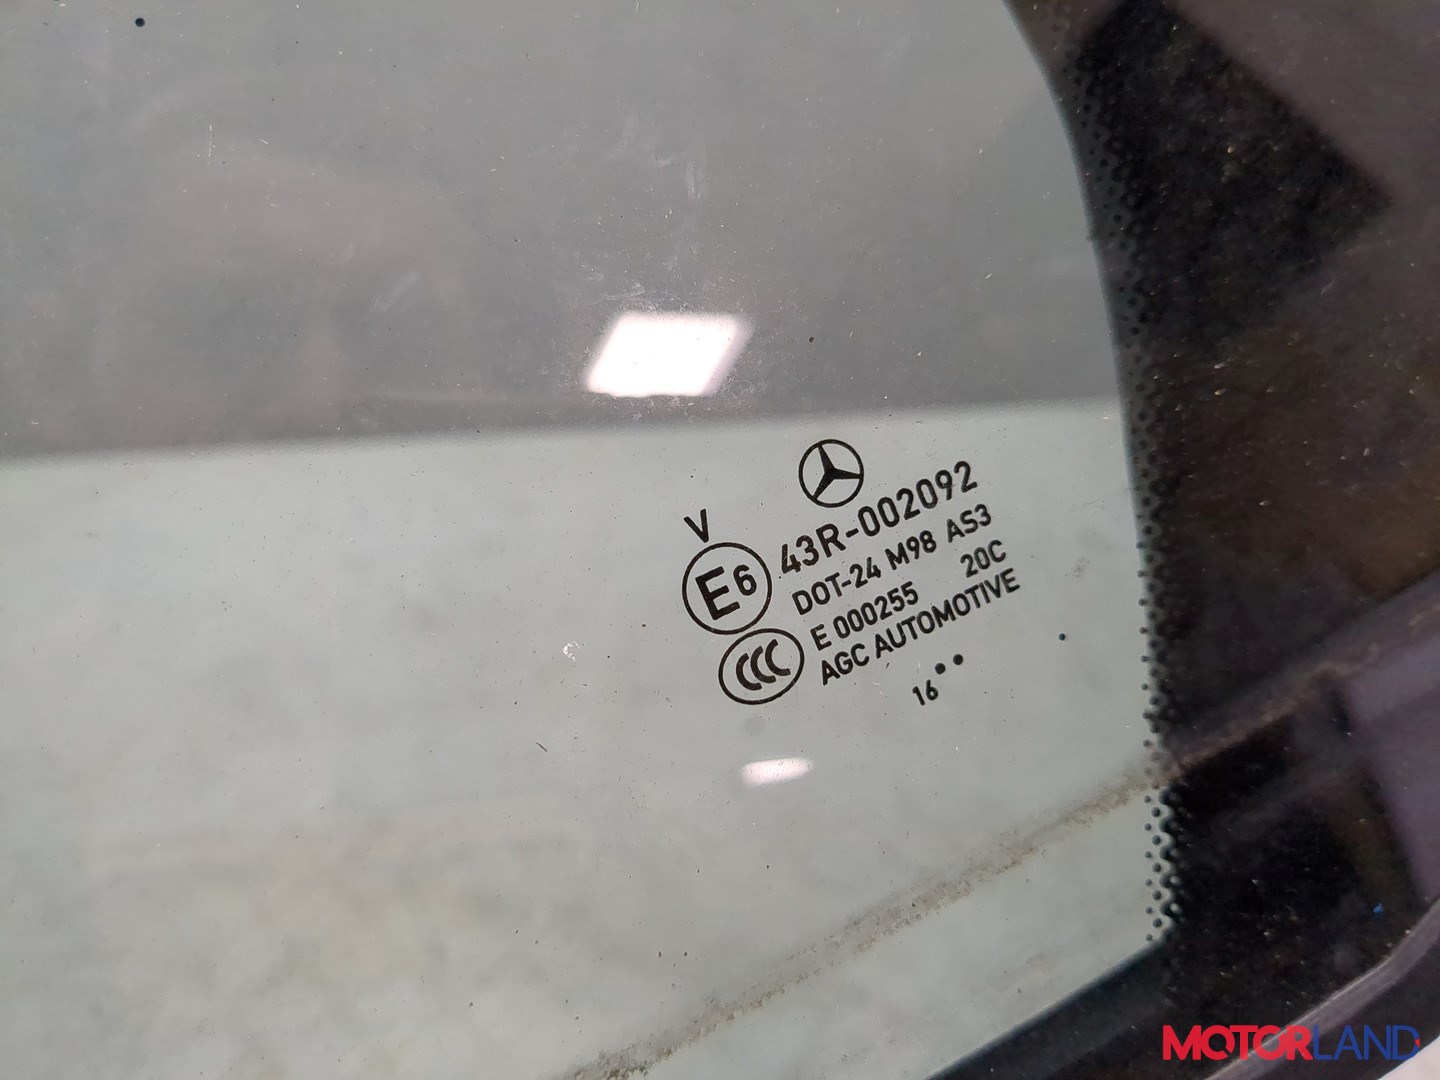 V
E6
43R-002092
DOT-24 M98 AS3
E 000255 20C
CCC
AGC AUTOMOTIVE
16••
MOTORLAND